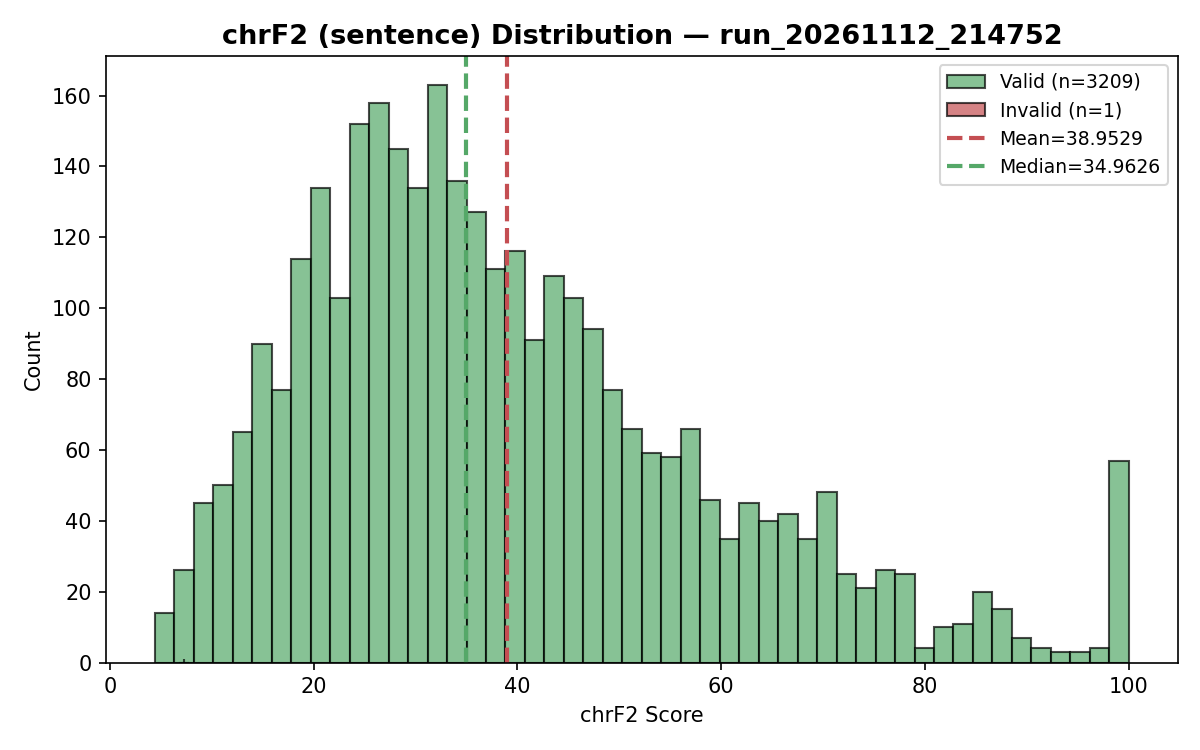 chrF2 (sentence) Distribution — run_20261112_214752
Valid (n=3209)
Invalid (n=1)
Mean=38.9529
Median=34.9626
Count
160
140
120
100
80
60
40
20
0
0 20 40 60 80 100
chrF2 Score